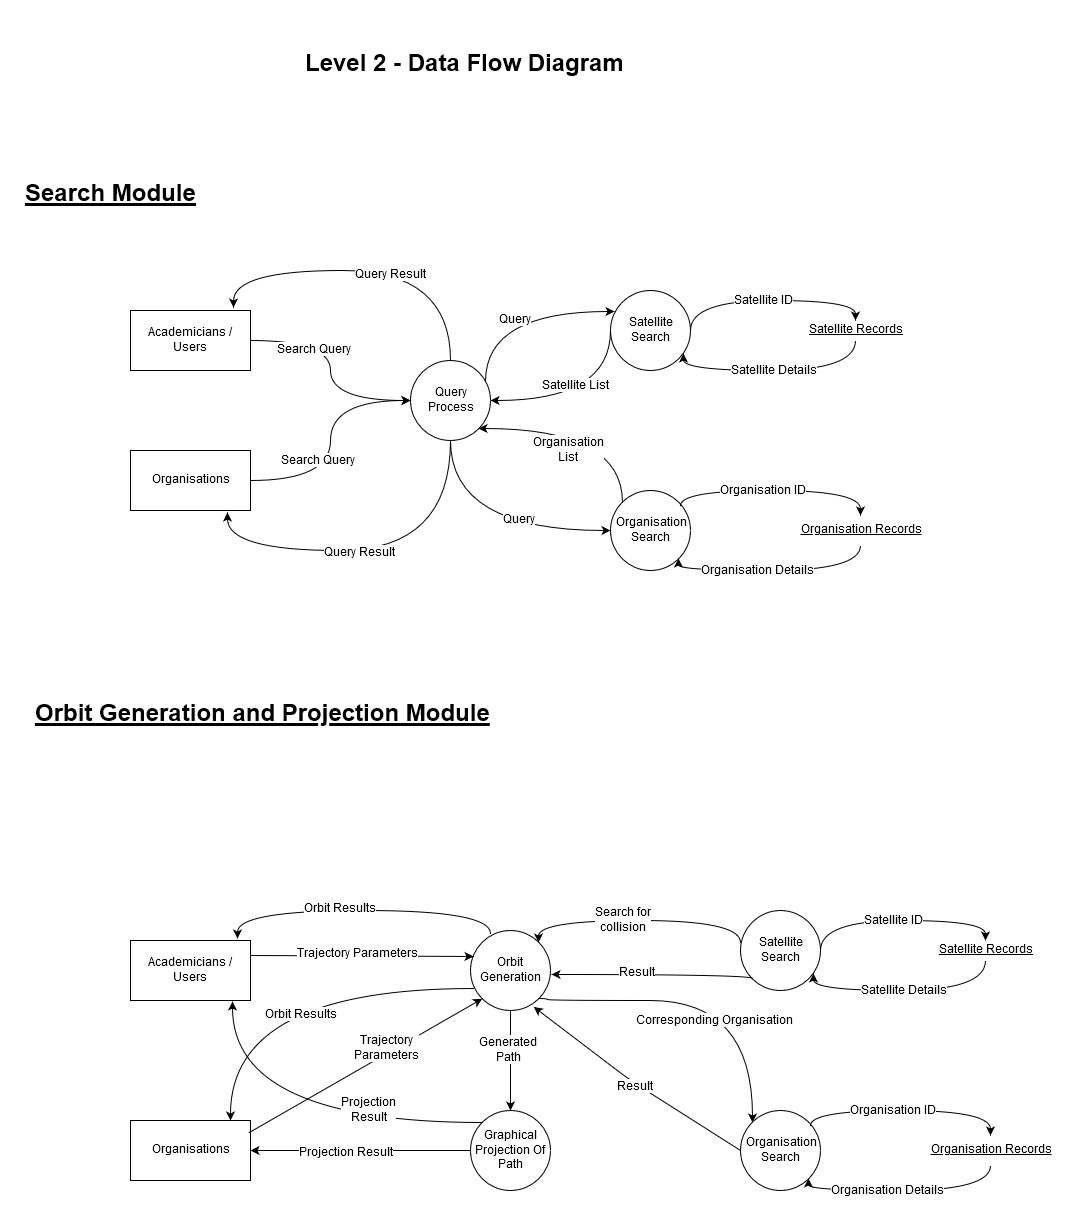 Level 2 - Data Flow Diagram
Search Module
Query Result
Academicians /
Users
Search Query
Query
Process
Search Query
Organisations
Query Result
Query
Satellite
Search
Satellite List
Satellite ID
Satellite Records
Satellite Details
Organisation
List
Query
Organisation
Search
Organisation ID
Organisation Records
Organisation Details
Orbit Generation and Projection Module
Orbit Results
Academicians /
Users
Trajectory Parameters
Orbit
Generation
Search for
collision
Result
Satellite
Search
Satellite ID
Satellite Records
Satellite Details
Orbit Results
Trajectory
Parameters
Generated
Path
Corresponding Organisation
Result
Projection
Result
Organisations
Projection Result
Graphical
Projection Of
Path
Organisation
Search
Organisation ID
Organisation Records
Organisation Details